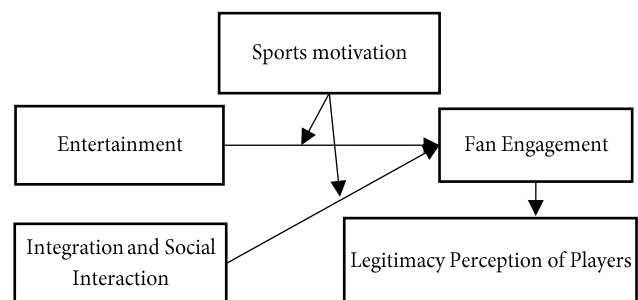 Sports motivation
Entertainment
Fan Engagement
Integration and Social
Interaction
Legitimacy Perception of Players